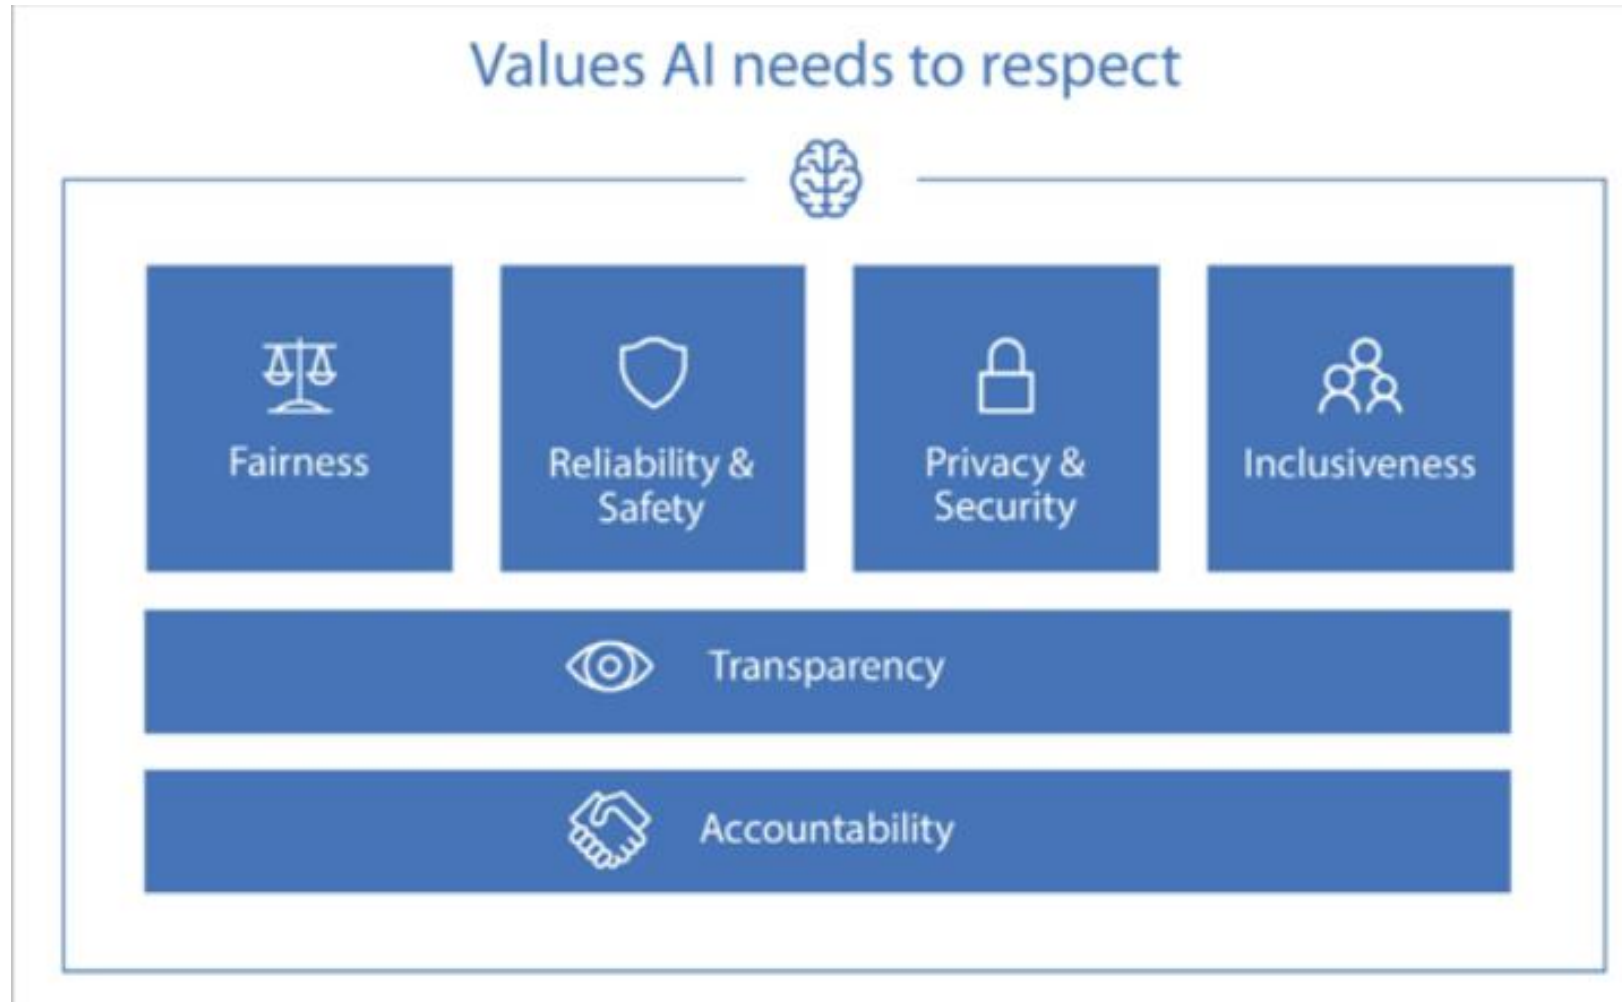 Values AI needs to respect
Fairness
Reliability &
Safety
Privacy &
Security
Inclusiveness
Transparency
Accountability